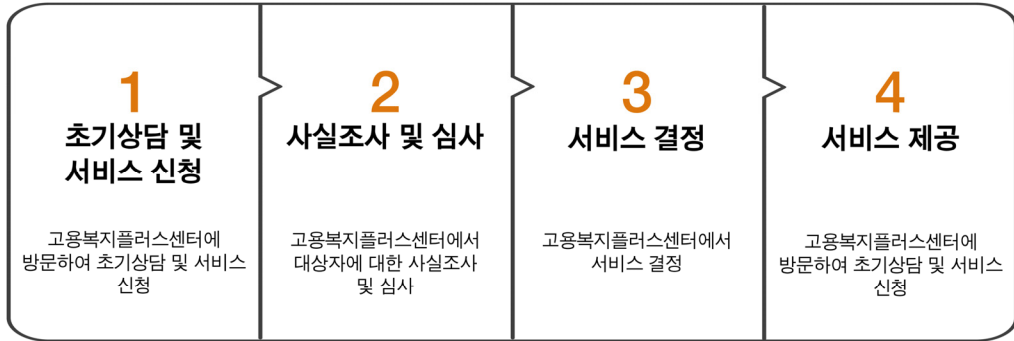 1
초기상담 및
서비스 신청
고용복지플러스센터에
방문하여 초기상담 및 서비스
신청
2
사실조사 및 심사
고용복지플러스센터에서
대상자에 대한 사실조사
및 심사
3
서비스 결정
고용복지플러스센터에서
서비스 결정
4
서비스 제공
고용복지플러스센터에
방문하여 초기상담 및 서비스
신청